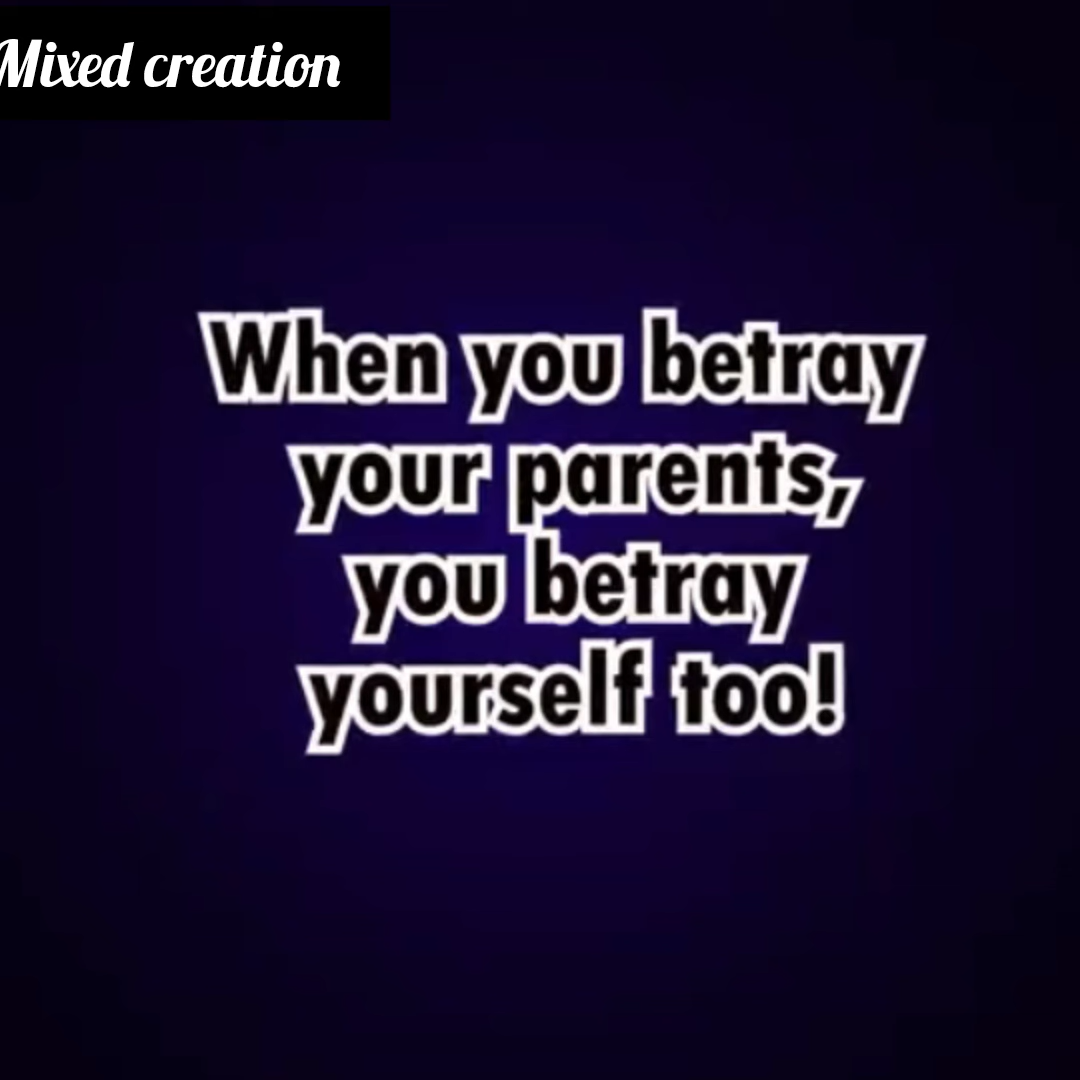 Mixed creation
When you betray
your parents,
you betray
yourself too!